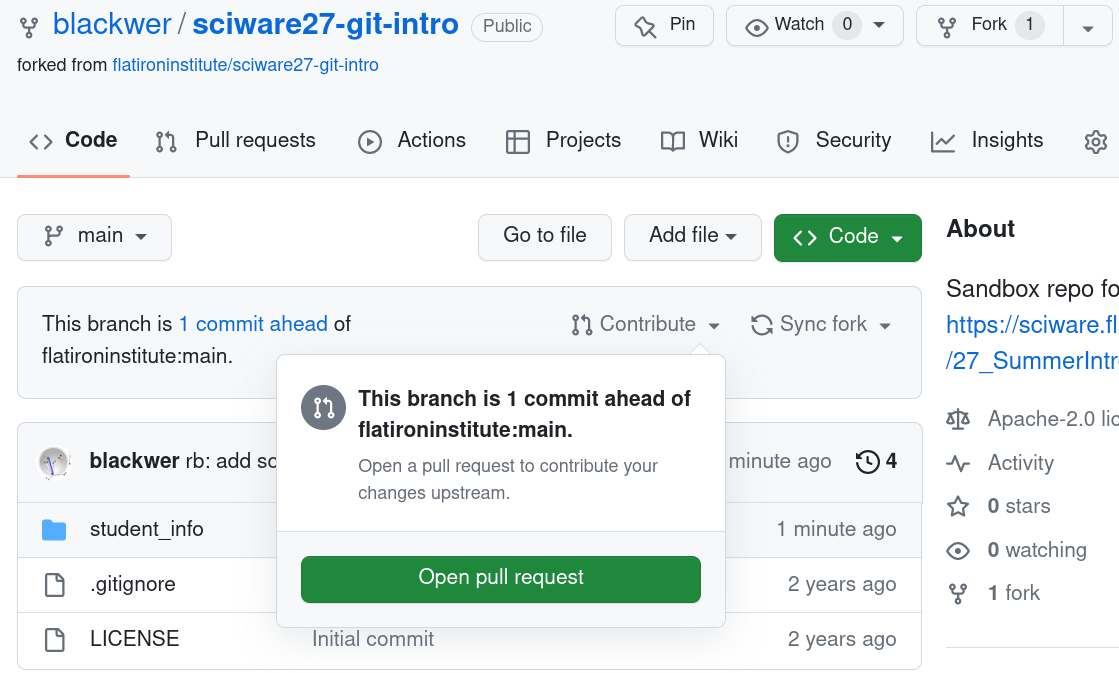 blackwer / sciware27-git-intro Public Pin Watch 0 Fork 1
forked from flatironinstitute/sciware27-git-intro
Code Pull requests Actions Projects Wiki Security Insights
main Go to file Add file Code
This branch is 1 commit ahead of
flatironinstitute:main.
Contribute Sync fork
This branch is 1 commit ahead of
flatironinstitute:main.
Open a pull request to contribute your
changes upstream.
Open pull request
blackwer rb: add minute ago 4
student_info 1 minute ago
.gitignore 2 years ago
LICENSE Initial commit 2 years ago
About
Sandbox repo
https://sciware.fl
/27_SummerIntr
Apache-2.0
Activity
0 stars
0 watching
1 fork